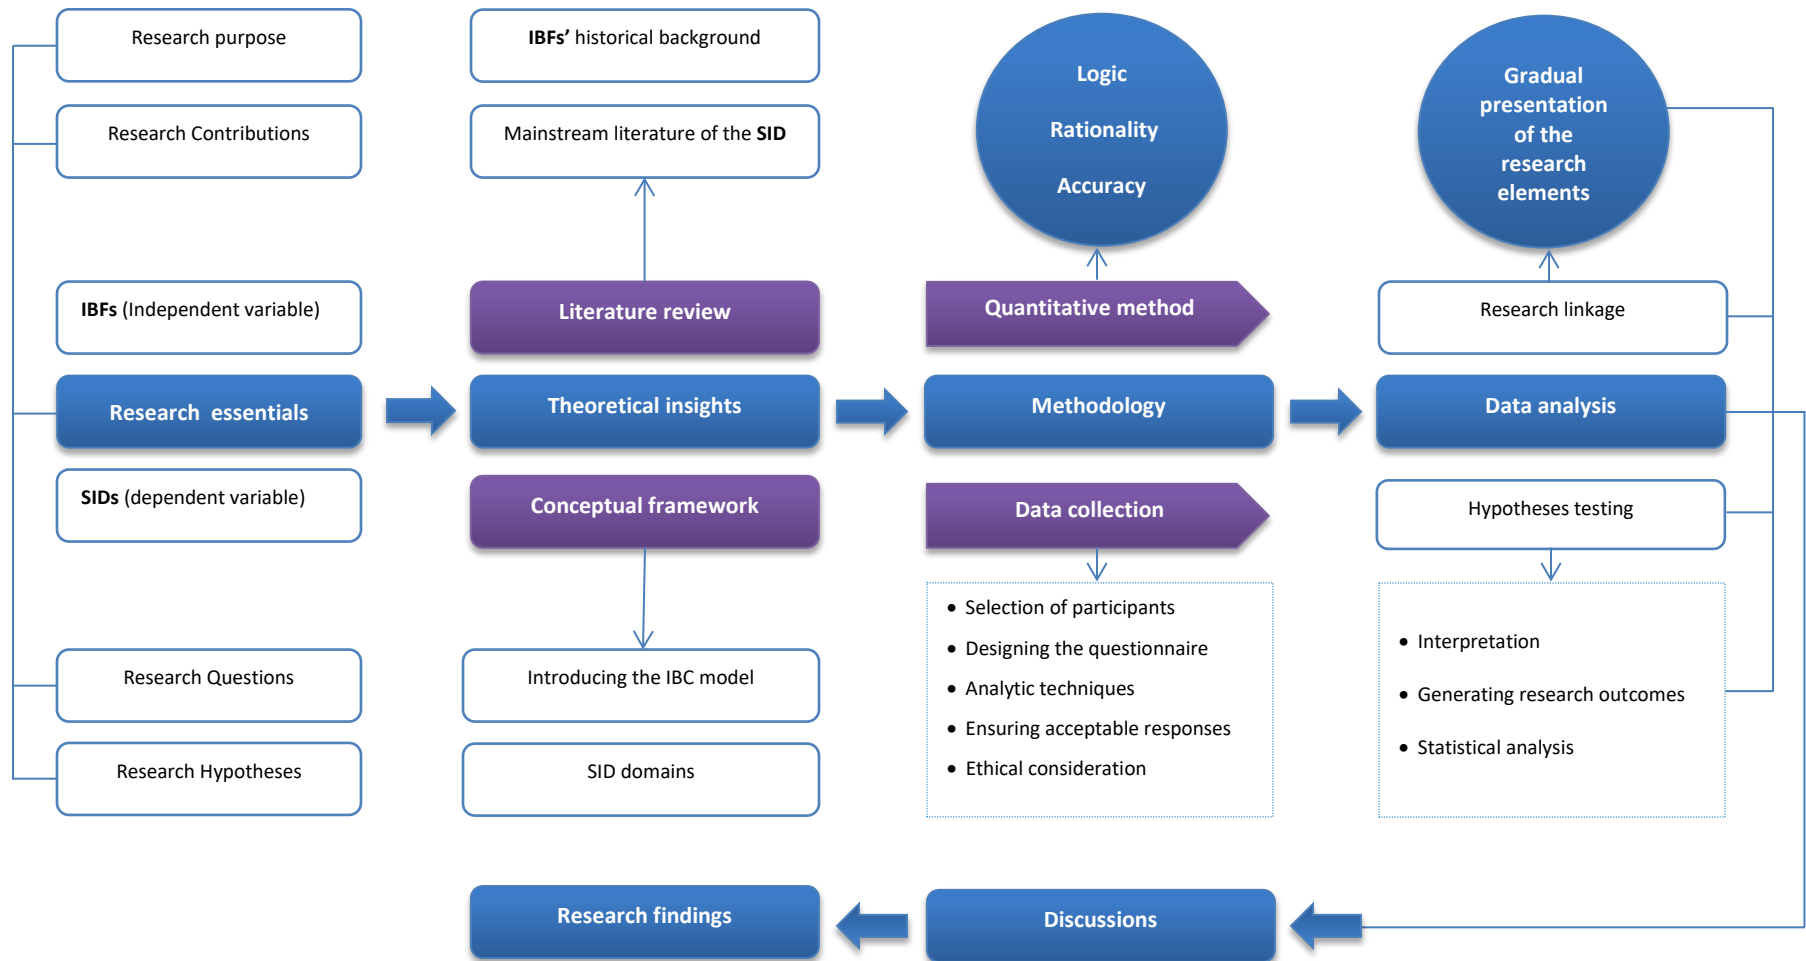 Research purpose
Research Contributions
IBFs (Independent variable)
Research essentials
SIDs (dependent variable)
Research Questions
Research Hypotheses
IBFs’ historical background
Mainstream literature of the SID
Literature review
Theoretical insights
Conceptual framework
Introducing the IBC model
SID domains
Logic
Rationality
Accuracy
Quantitative method
Methodology
Data collection
• Selection of participants
• Designing the questionnaire
• Analytic techniques
• Ensuring acceptable responses
• Ethical consideration
Gradual
presentation
of the
research
elements
Research linkage
Data analysis
Hypotheses testing
• Interpretation
• Generating research outcomes
• Statistical analysis
Discussions
Research findings